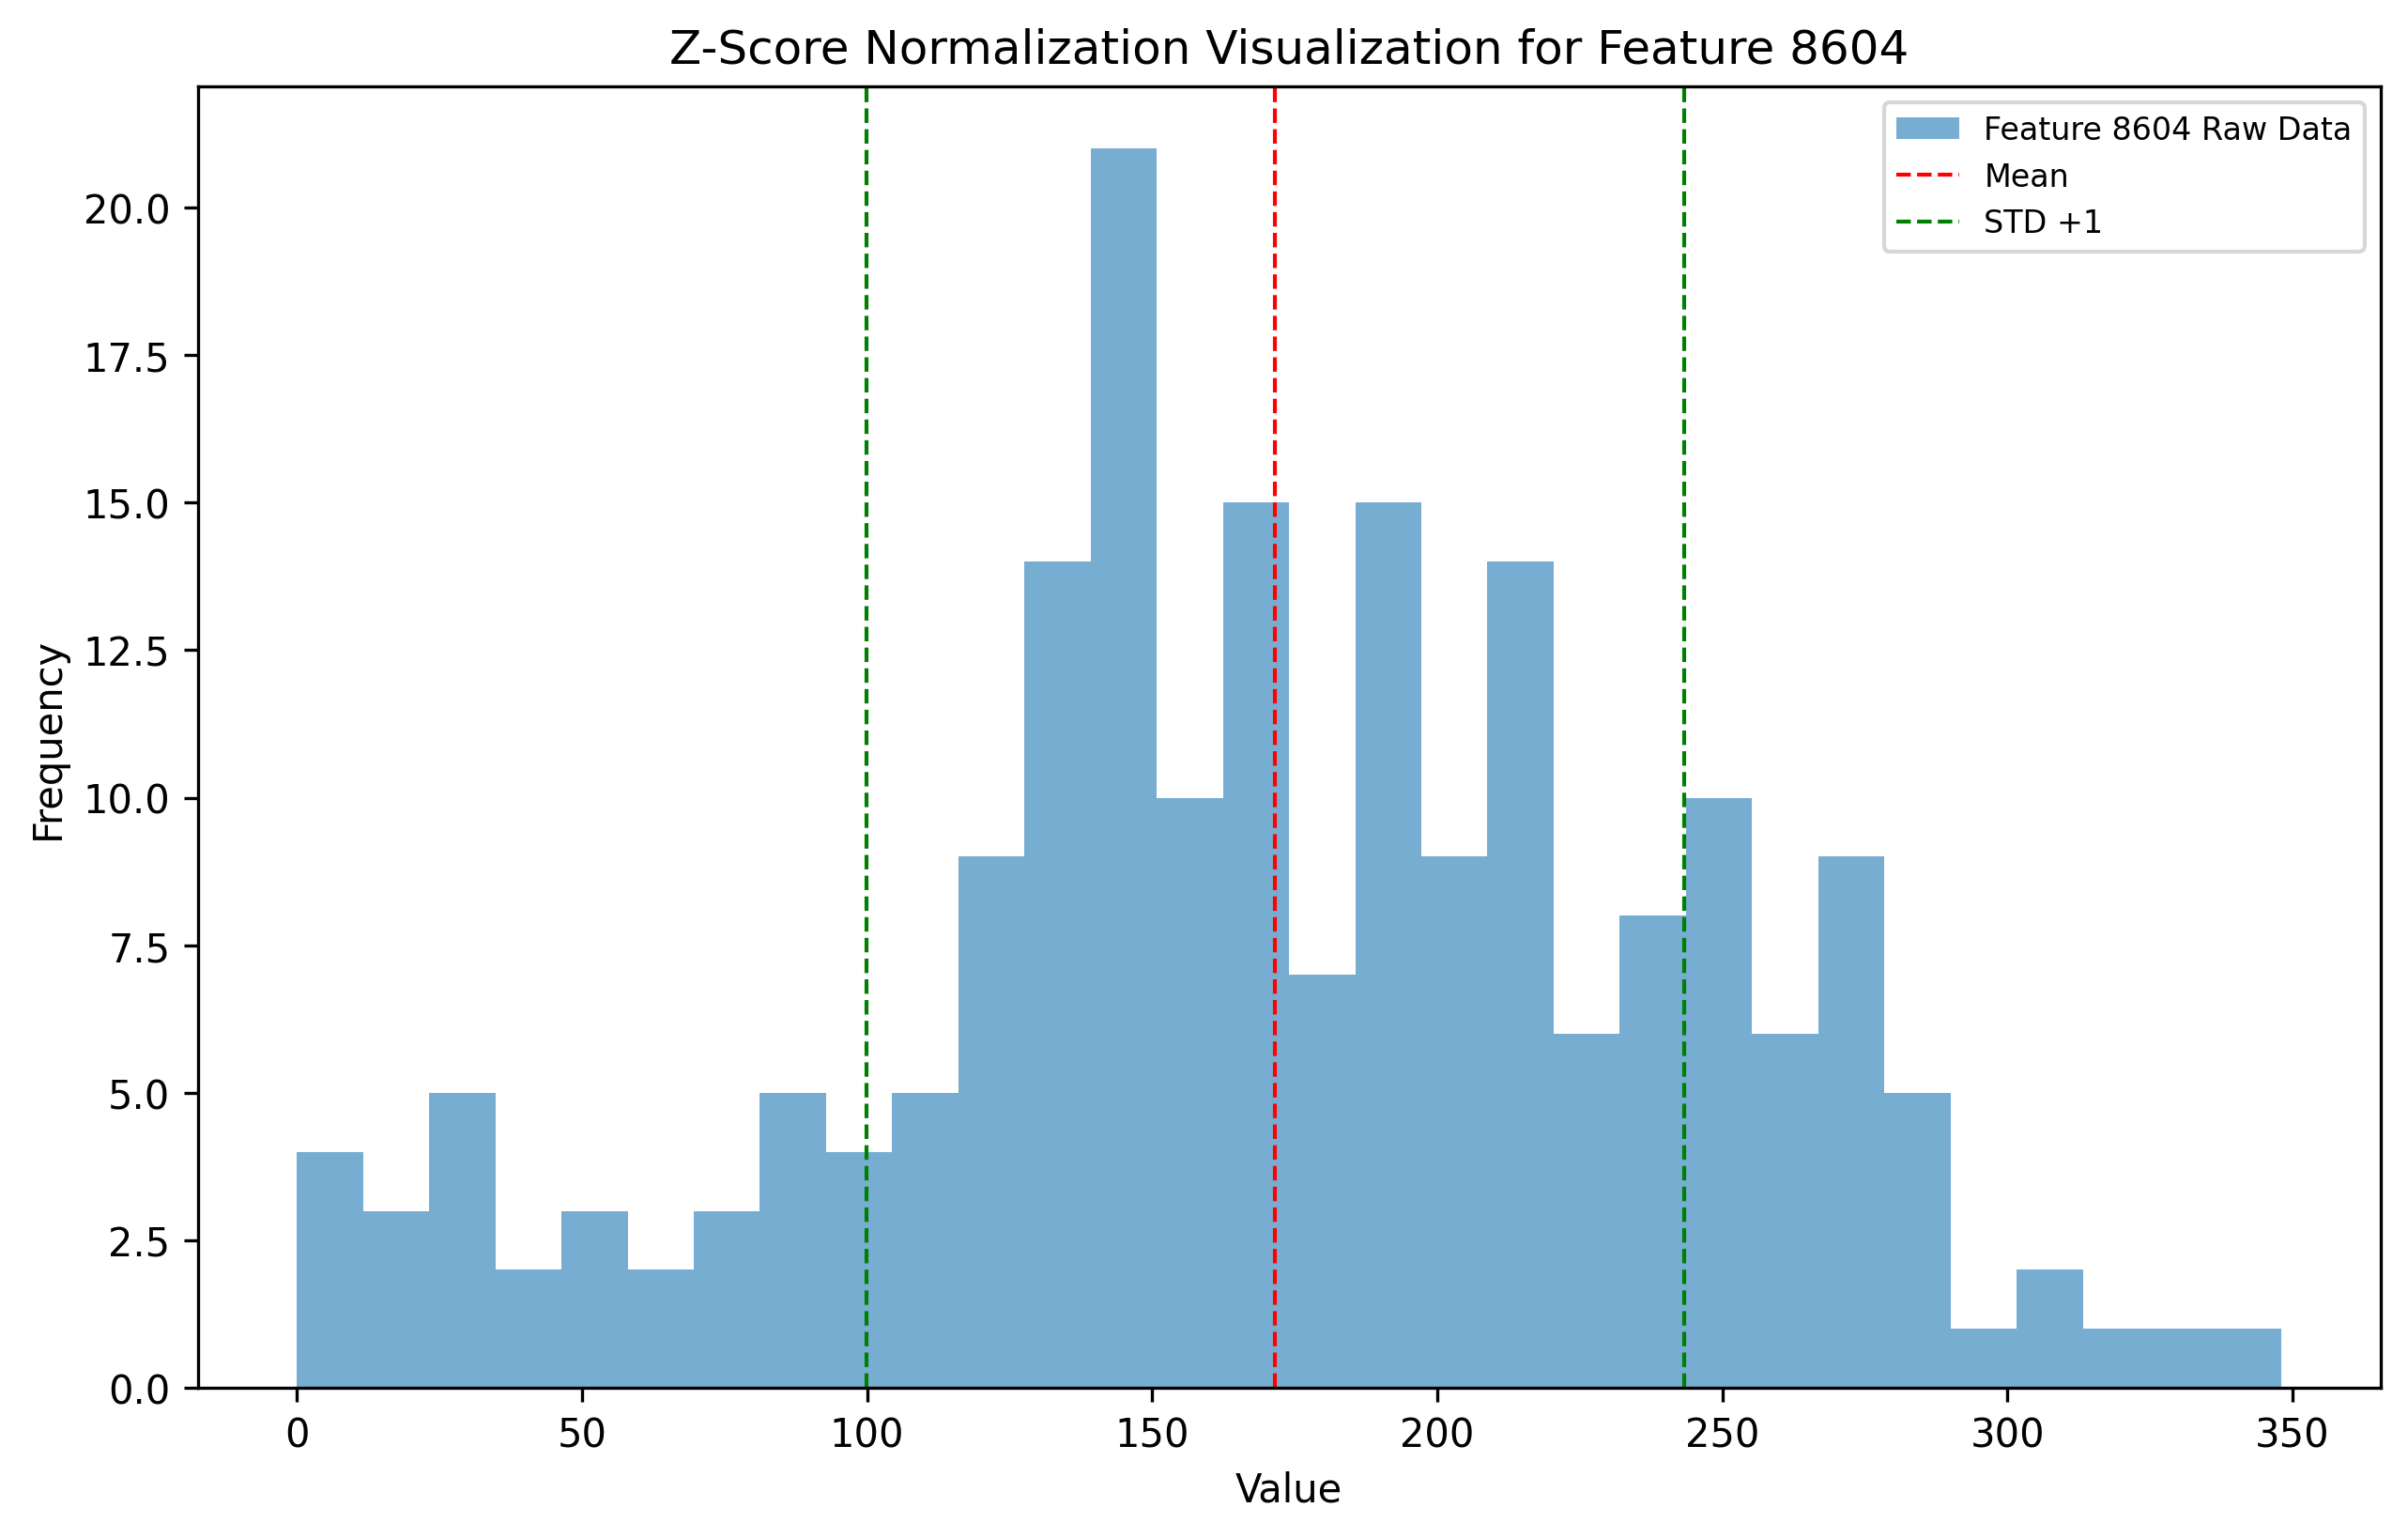 Z-Score Normalization Visualization for Feature 8604
Feature 8604 Raw Data
Mean
STD +1
20.0
17.5
15.0
12.5
10.0
7.5
5.0
2.5
0.0
Frequency
0 50 100 150 200 250 300 350
Value